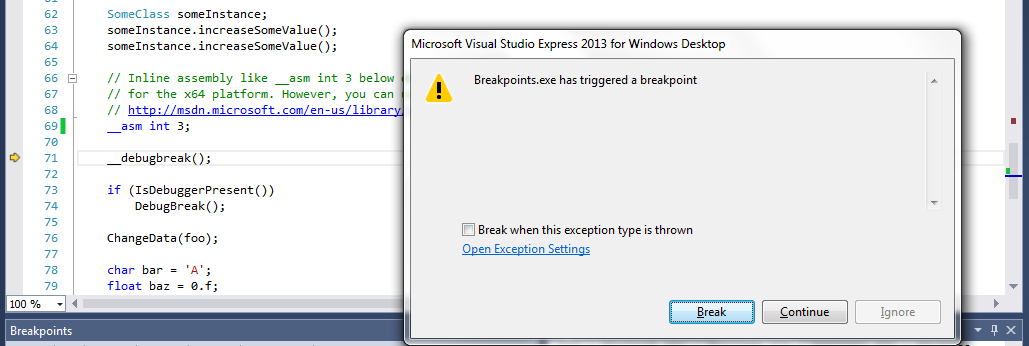 62 SomeClass someInstance;
63 someInstance.increaseSomeValue();
64 someInstance.increaseSomeValue();
65
66 // Inline assembly like __asm int 3 below
67 // for the x64 platform. However, you can
68 // http://msdn.microsoft.com/en-us/library
69 __asm int 3;
70
71 __debugbreak();
72
73 if (IsDebuggerPresent())
74 DebugBreak();
75
76 ChangeData(foo);
77
78 char bar = 'A';
79 float baz = 0.f;
100 %
Breakpoints
Microsoft Visual Studio Express 2013 for Windows Desktop
Breakpoints.exe has triggered a breakpoint
Break when this exception type is thrown
Open Exception Settings
Break Continue Ignore